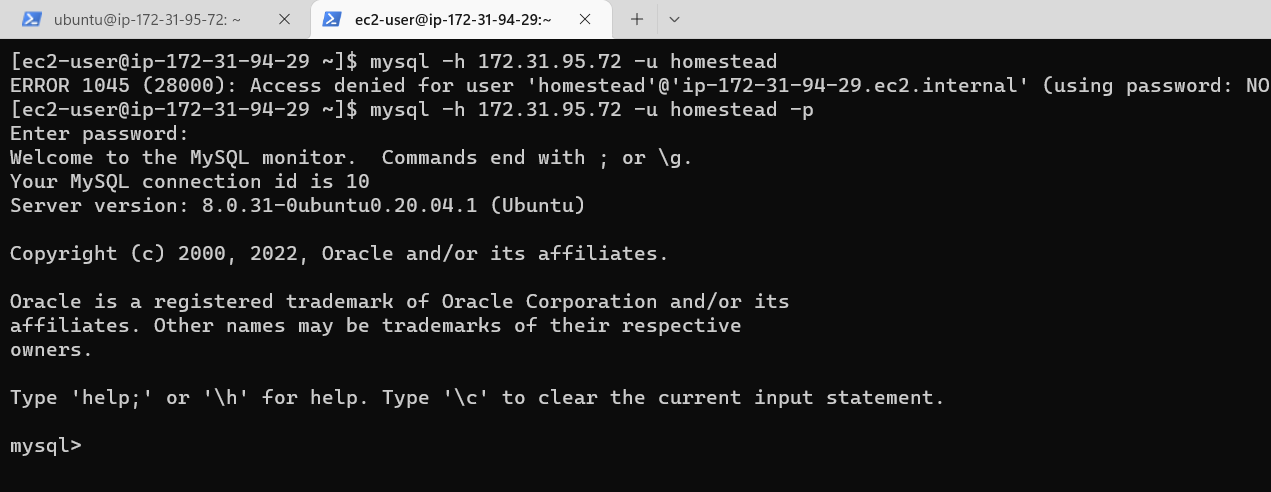 ubuntu@ip-172-31-95-72: ~
ec2-user@ip-172-31-94-29:~
[ec2-user@ip-172-31-94-29 ~]$ mysql -h 172.31.95.72 -u homestead
ERROR 1045 (28000): Access denied for user 'homestead'@'ip-172-31-94-29.ec2.internal' (using password: NO
[ec2-user@ip-172-31-94-29 ~]$ mysql -h 172.31.95.72 -u homestead -p
Enter password:
Welcome to the MySQL monitor.  Commands end with ; or \g.
Your MySQL connection id is 10
Server version: 8.0.31-0ubuntu0.20.04.1 (Ubuntu)
Copyright (c) 2000, 2022, Oracle and/or its affiliates.
Oracle is a registered trademark of Oracle Corporation and/or its
affiliates. Other names may be trademarks of their respective
owners.
Type 'help;' or '\h' for help. Type '\c' to clear the current input statement.
mysql>